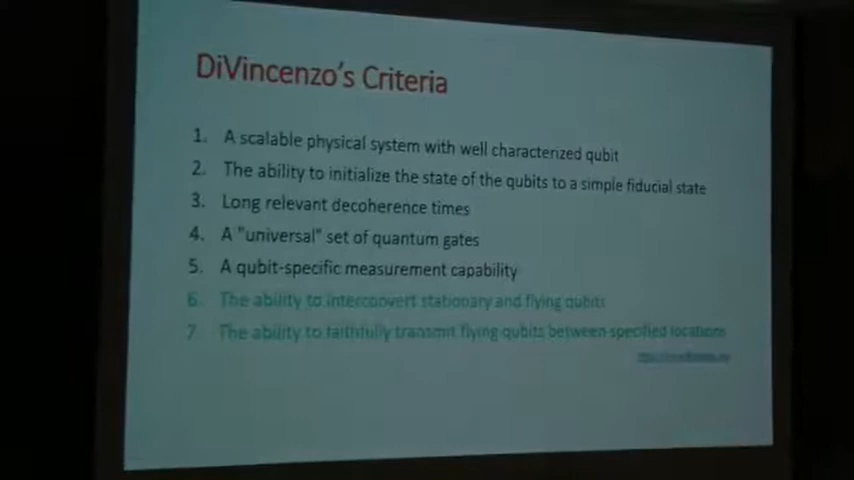 DiVincenzo's Criteria
1. A scalable physical system with well characterized qubit
2. The ability to initialize the state of the qubits to a simple fiducial state
3. Long relevant decoherence times
4. A "universal" set of quantum gates
5. A qubit-specific measurement capability
6. The ability to interconvert stationary and flying qubits
7. The ability to faithfully transmit flying qubits between specified locations